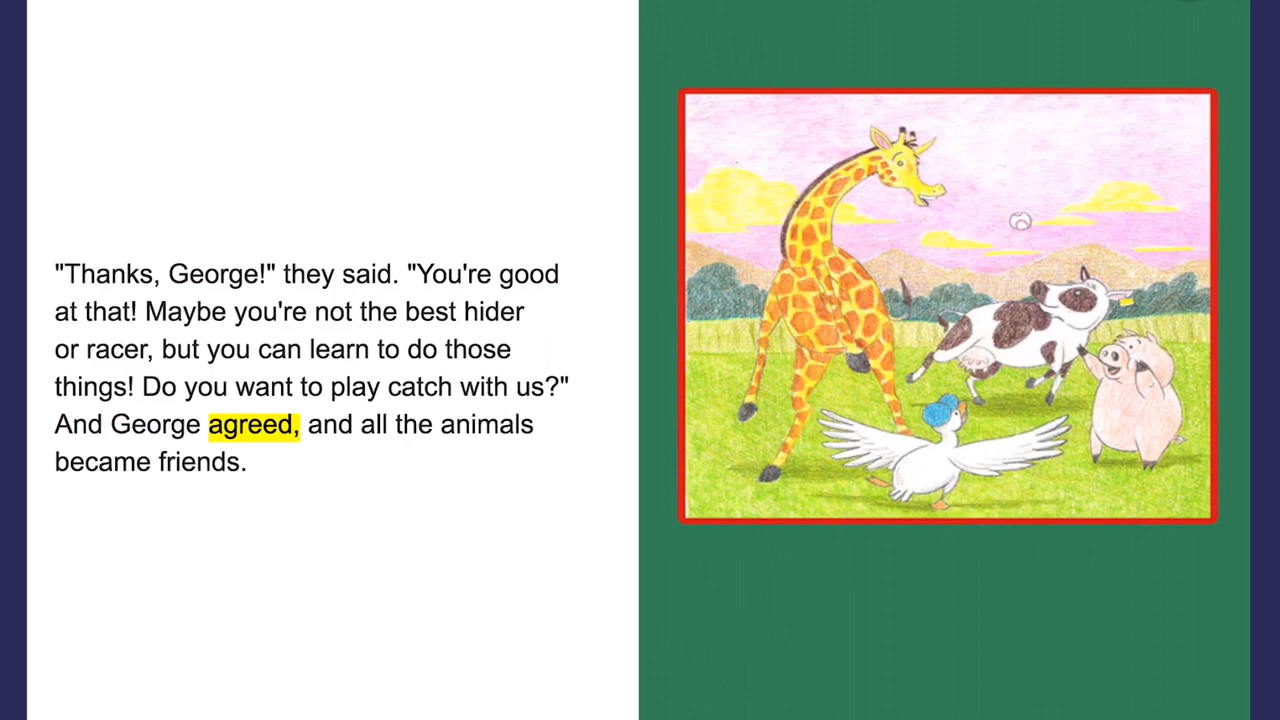 "Thanks, George!" they said. "You're good
at that! Maybe you're not the best hider
or racer, but you can learn to do those
things! Do you want to play catch with us?"
And George agreed, and all the animals
became friends.